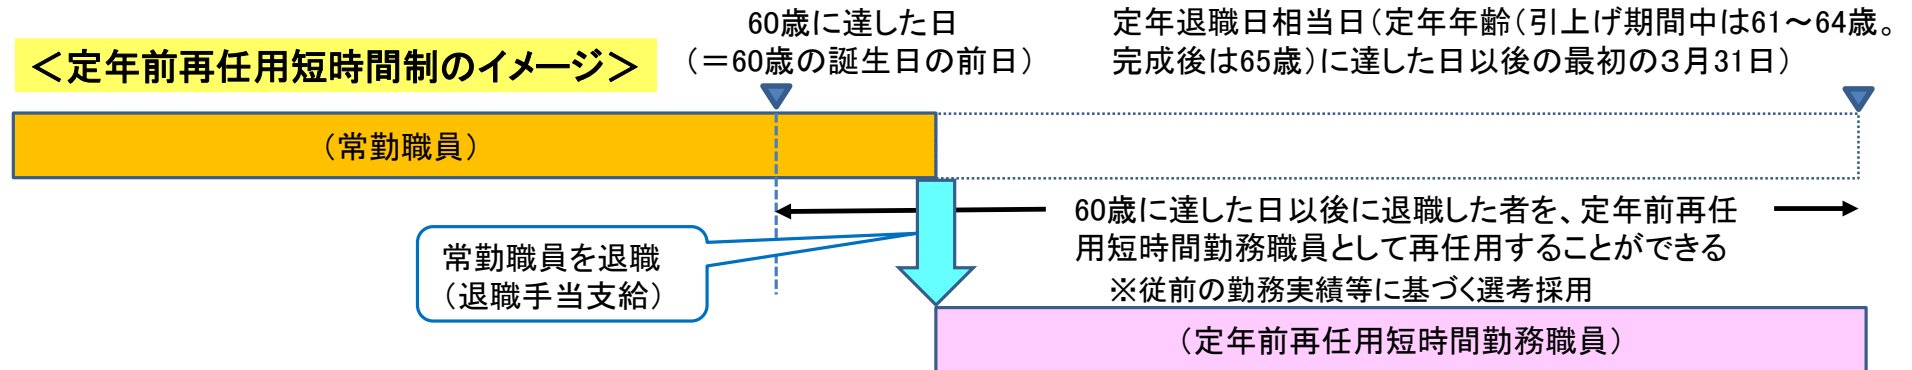 60歳に達した日
（＝60歳の誕生日の前日）
定年退職日相当日（定年年齢（引上げ期間中は61～64歳。
完成後は65歳）に達した日以後の最初の３月31日）
＜定年前再任用短時間制のイメージ＞
（常勤職員）
60歳に達した日以後に退職した者を、定年前再任
用短時間勤務職員として再任用することができる
※従前の勤務実績等に基づく選考採用
常勤職員を退職
（退職手当支給）
（定年前再任用短時間勤務職員）